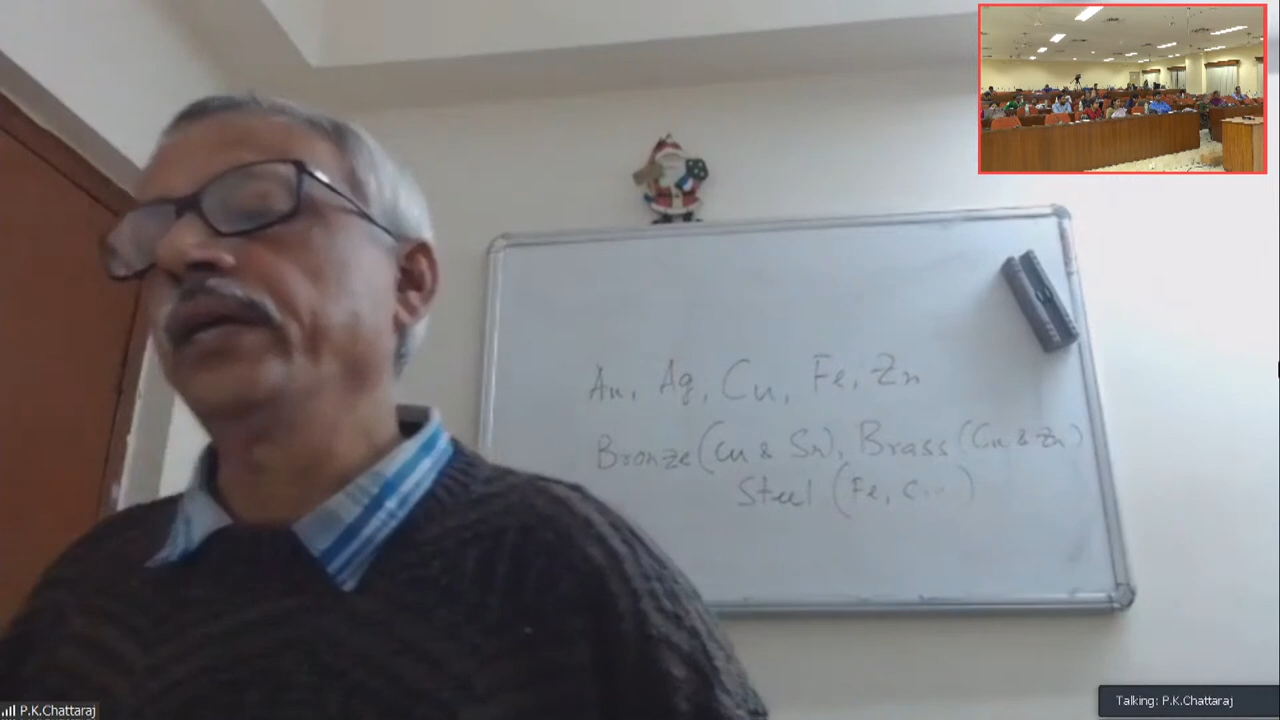 Au, Ag, Cu, Fe, Zn
Bronze (Cu & Sn), Brass (Cu & Zn)
Steel (Fe, C...)
P.K.Chattaraj
Talking: P.K.Chattaraj